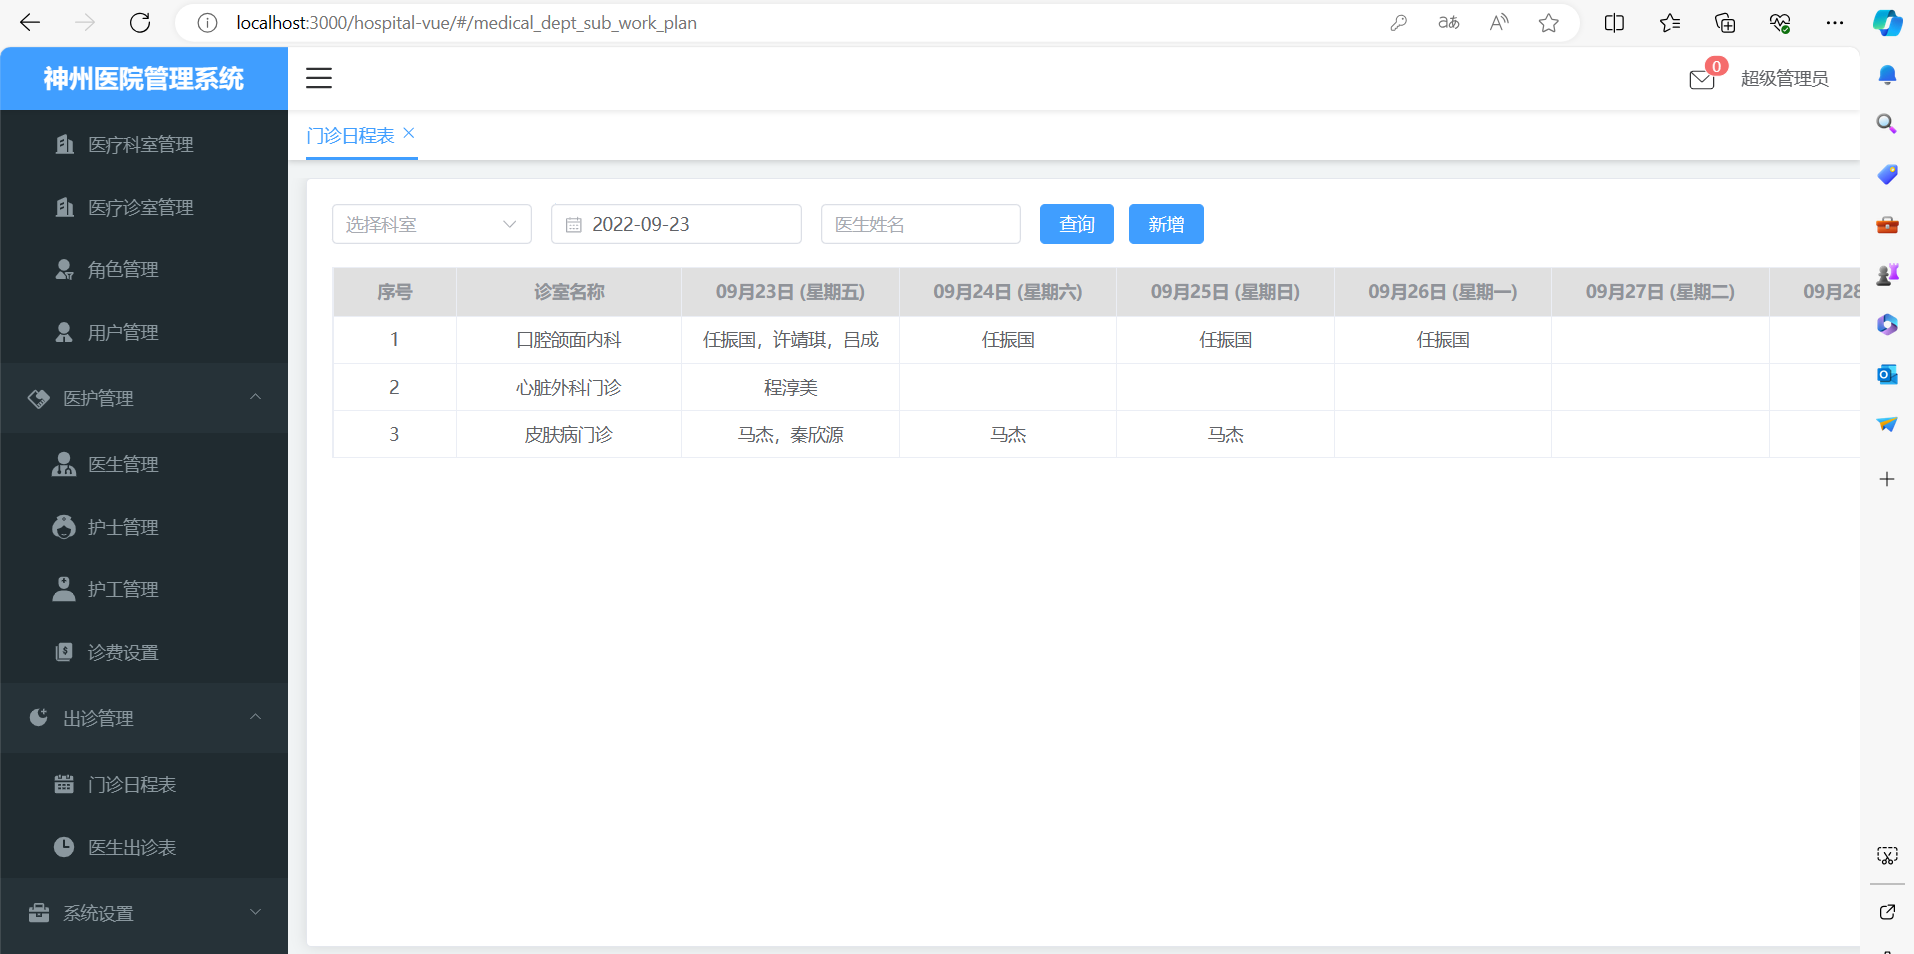 localhost:3000/hospital-vue/#/medical_dept_sub_work_plan
神州医院管理系统
0
超级管理员
医疗科室管理
医疗诊室管理
角色管理
用户管理
医护管理
医生管理
护士管理
护工管理
诊费设置
出诊管理
门诊日程表
医生出诊表
系统设置
门诊日程表
选择科室 2022-09-23 医生姓名 查询 新增
序号 诊室名称 09月23日 (星期五) 09月24日 (星期六) 09月25日 (星期日) 09月26日 (星期一) 09月27日 (星期二) 09月28
1 口腔颌面内科 任振国，许靖琪，吕成 任振国 任振国 任振国
2 心脏外科门诊 程淳美
3 皮肤病门诊 马杰，秦欣源 马杰 马杰